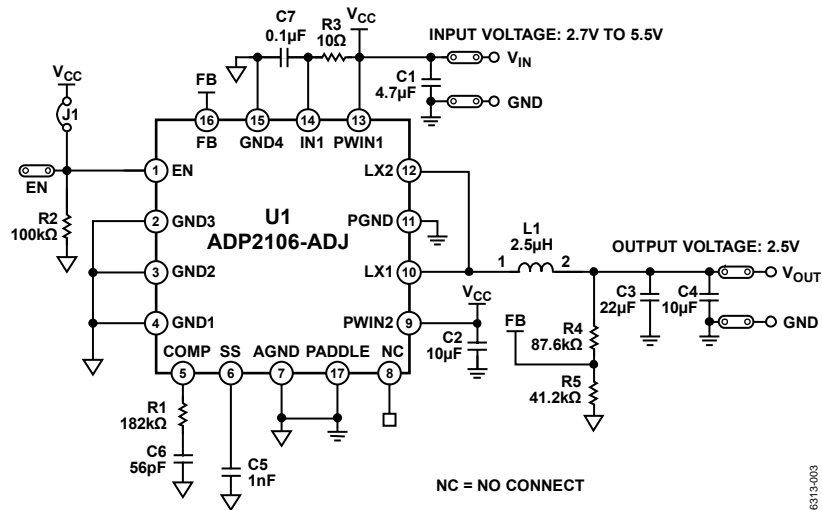 C7
0.1µF
R3
10Ω
VCC
INPUT VOLTAGE: 2.7V TO 5.5V
VIN
C1
4.7µF
GND
VCC
J1
FB
16
15
14
13
FB
GND4
IN1
PWIN1
EN
1
EN
R2
100kΩ
2
GND3
3
GND2
4
GND1
U1
ADP2106-ADJ
LX2
12
PGND
11
LX1
10
PWIN2
9
L1
2.5µH
1
2
OUTPUT VOLTAGE: 2.5V
VOUT
C3
22µF
C4
10µF
GND
VCC
C2
10µF
FB
R4
87.6kΩ
R5
41.2kΩ
COMP
SS
AGND
PADDLE
NC
5
6
7
17
8
R1
182kΩ
C6
56pF
C5
1nF
NC = NO CONNECT
6313-003